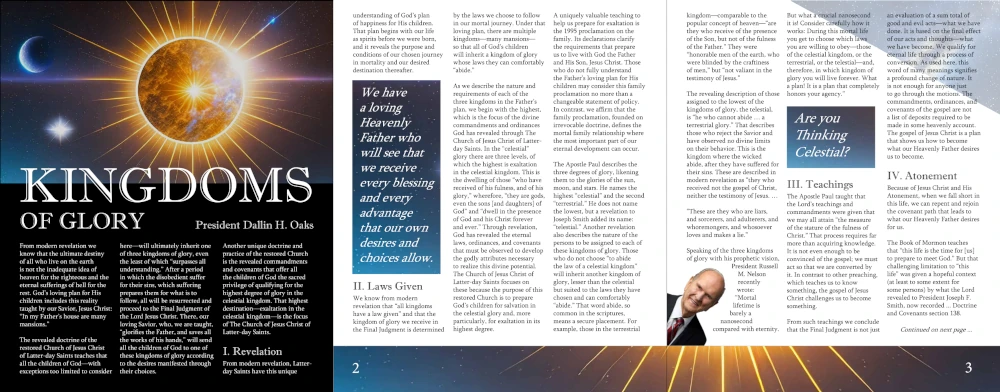 KINGDOMS
OF GLORY
President Dallin H. Oaks
From modern revelation we
know that the ultimate destiny
of all who live on the earth
is not the inadequate idea of
heaven for the righteous and the
eternal sufferings of hell for the
rest. God's loving plan for His
children includes this reality
taught by our Savior, Jesus Christ:
"In my Father's house are many
mansions."
The revealed doctrine of the
restored Church of Jesus Christ
of Latter-day Saints teaches that
all the children of God—with
exceptions too limited to consider
here—will ultimately inherit one
of three kingdoms of glory, even
the least of which "surpasses all
understanding." After a period
in which the disobedient suffer
for their sins, which suffering
prepares them for what is to
follow, all will be resurrected and
proceed to the Final Judgment of
the Lord Jesus Christ. There, our
loving Savior, who, we are taught,
"glorifies the Father, and saves all
the works of his hands," will send
all the children of God to one of
these kingdoms of glory according
to the desires manifested through
their choices.
Another unique doctrine and
practice of the restored Church
is the revealed commandments
and covenants that offer all
the children of God the sacred
privilege of qualifying for the
highest degree of glory in the
celestial kingdom. That highest
destination—exaltation in the
celestial kingdom—is the focus
of The Church of Jesus Christ of
Latter-day Saints.
I. Revelation
From modern revelation, Latter-
day Saints have this unique
understanding of God's plan
of happiness for His children.
That plan begins with our life
as spirits before we were born,
and it reveals the purpose and
conditions of our chosen journey
in mortality and our desired
destination thereafter.
We have
a loving
Heavenly
Father who
will see that
we receive
every blessing
and every
advantage
that our own
desires and
choices allow.
II. Laws Given
We know from modern
revelation that "all kingdoms
have a law given" and that the
kingdom of glory we receive in
the Final Judgment is determined
by the laws we choose to follow
in our mortal journey. Under that
loving plan, there are multiple
kingdoms—many mansions—
so that all of God's children
will inherit a kingdom of glory
whose laws they can comfortably
"abide."
As we describe the nature and
requirements of each of the
three kingdoms in the Father's
plan, we begin with the highest,
which is the focus of the divine
commandments and ordinances
God has revealed through The
Church of Jesus Christ of Latter-
day Saints. In the "celestial"
glory there are three levels, of
which the highest is exaltation
in the celestial kingdom. This is
the dwelling of those "who have
received of his fulness, and of his
glory," wherefore, "they are gods,
even the sons [and daughters] of
God" and "dwell in the presence
of God and his Christ forever
and ever." Through revelation,
God has revealed the eternal
laws, ordinances, and covenants
that must be observed to develop
the godly attributes necessary
to realize this divine potential.
The Church of Jesus Christ of
Latter-day Saints focuses on
these because the purpose of this
restored Church is to prepare
God's children for salvation in
the celestial glory and, more
particularly, for exaltation in its
highest degree.
A uniquely valuable teaching to
help us prepare for exaltation is
the 1995 proclamation on the
family. Its declarations clarify
the requirements that prepare
us to live with God the Father
and His Son, Jesus Christ. Those
who do not fully understand
the Father's loving plan for His
children may consider this family
proclamation no more than a
changeable statement of policy.
In contrast, we affirm that the
family proclamation, founded on
irrevocable doctrine, defines the
mortal family relationship where
the most important part of our
eternal development can occur.
The Apostle Paul describes the
three degrees of glory, likening
them to the glories of the sun,
moon, and stars. He names the
highest "celestial" and the second
"terrestrial." He does not name
the lowest, but a revelation to
Joseph Smith added its name:
"telestial." Another revelation
also describes the nature of the
persons to be assigned to each of
these kingdoms of glory. Those
who do not choose "to abide
the law of a celestial kingdom"
will inherit another kingdom of
glory, lesser than the celestial
but suited to the laws they have
chosen and can comfortably
"abide." That word abide, so
common in the scriptures,
means a secure placement. For
example, those in the terrestrial
2
kingdom—comparable to the
popular concept of heaven—"are
they who receive of the presence
of the Son, but not of the fulness
of the Father." They were
"honorable men of the earth, who
were blinded by the craftiness
of men," but "not valiant in the
testimony of Jesus."
The revealing description of those
assigned to the lowest of the
kingdoms of glory, the telestial,
is "he who cannot abide … a
terrestrial glory." That describes
those who reject the Savior and
have observed no divine limits
on their behavior. This is the
kingdom where the wicked
abide, after they have suffered for
their sins. These are described in
modern revelation as "they who
received not the gospel of Christ,
neither the testimony of Jesus. …
"These are they who are liars,
and sorcerers, and adulterers, and
whoremongers, and whosoever
loves and makes a lie."
Speaking of the three kingdoms
of glory with his prophetic vision,
President Russell
M. Nelson
recently
wrote:
"Mortal
lifetime is
barely a
nanosecond
compared with eternity.
But what a crucial nanosecond
it is! Consider carefully how it
works: During this mortal life
you get to choose which laws
you are willing to obey—those
of the celestial kingdom, or the
terrestrial, or the telestial—and,
therefore, in which kingdom of
glory you will live forever. What
a plan! It is a plan that completely
honors your agency."
Are you
Thinking
Celestial?
III. Teachings
The Apostle Paul taught that
the Lord's teachings and
commandments were given that
we may all attain "the measure
of the stature of the fulness of
Christ." That process requires far
more than acquiring knowledge.
It is not even enough to be
convinced of the gospel; we must
act so that we are converted by
it. In contrast to other preaching,
which teaches us to know
something, the gospel of Jesus
Christ challenges us to become
something.
From such teachings we conclude
that the Final Judgment is not just
an evaluation of a sum total of
good and evil acts—what we have
done. It is based on the final effect
of our acts and thoughts—what
we have become. We qualify for
eternal life through a process of
conversion. As used here, this
word of many meanings signifies
a profound change of nature. It
is not enough for anyone just
to go through the motions. The
commandments, ordinances, and
covenants of the gospel are not
a list of deposits required to be
made in some heavenly account.
The gospel of Jesus Christ is a plan
that shows us how to become
what our Heavenly Father desires
us to become.
IV. Atonement
Because of Jesus Christ and His
Atonement, when we fall short in
this life, we can repent and rejoin
the covenant path that leads to
what our Heavenly Father desires
for us.
The Book of Mormon teaches
that "this life is the time for [us]
to prepare to meet God." But that
challenging limitation to "this
life" was given a hopeful context
(at least to some extent for
some persons) by what the Lord
revealed to President Joseph F.
Smith, now recorded … Doctrine
and Covenants section 138.
Continued on next page ...
3